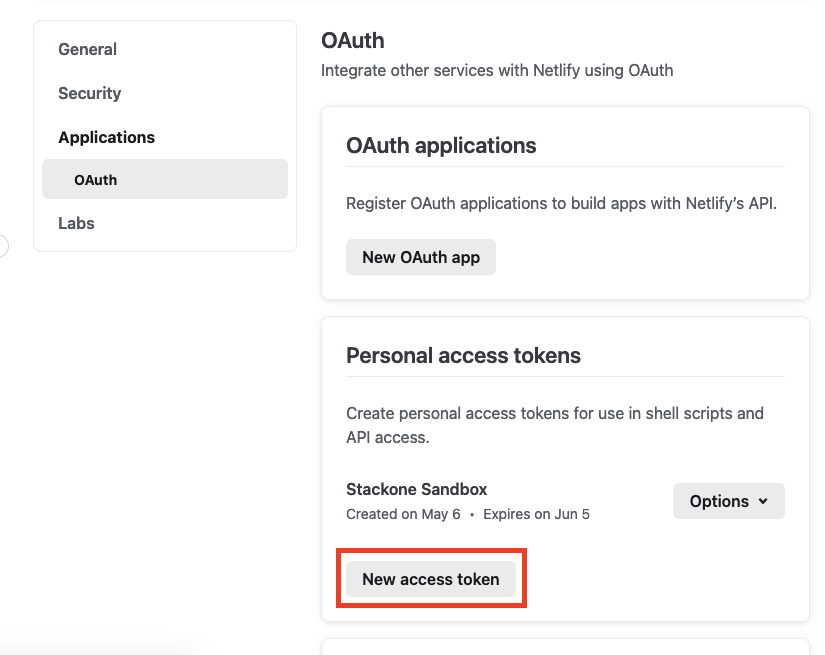 General
Security
Applications
OAuth
Labs
OAuth
Integrate other services with Netlify using OAuth
OAuth applications
Register OAuth applications to build apps with Netlify’s API.
New OAuth app
Personal access tokens
Create personal access tokens for use in shell scripts and
API access.
Stackone Sandbox
Created on May 6 • Expires on Jun 5
Options
New access token